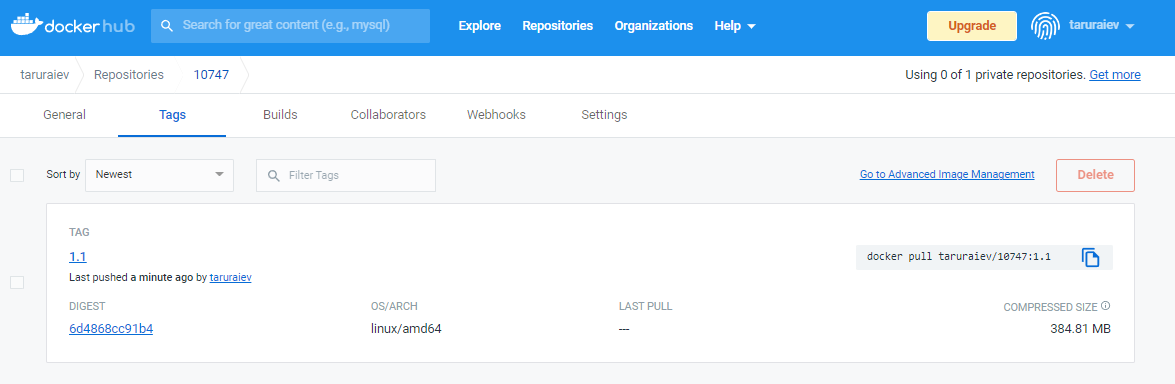 docker hub Search for great content (e.g., mysql) Explore Repositories Organizations Help Upgrade taruraiev
taruraiev Repositories 10747 Using 0 of 1 private repositories. Get more
General Tags Builds Collaborators Webhooks Settings
Sort by Newest Filter Tags Go to Advanced Image Management Delete
TAG
1.1 docker pull taruraiev/10747:1.1
Last pushed a minute ago by taruraiev
DIGEST OS/ARCH LAST PULL COMPRESSED SIZE
6d4868cc91b4 linux/amd64 --- 384.81 MB